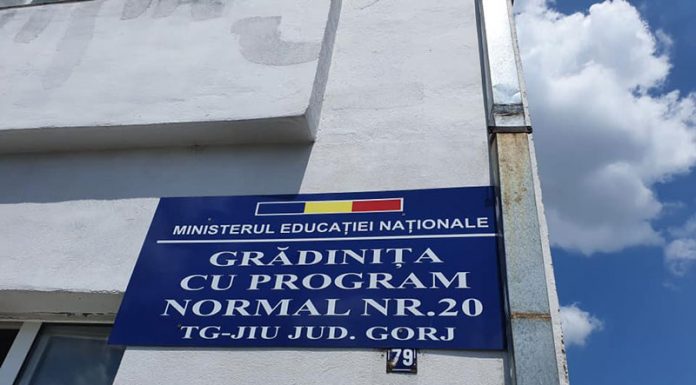 MINISTERUL EDUCAȚIEI NAȚIONALE
GRĂDINIȚA
CU PROGRAM
NORMAL NR.20
TG-JIU JUD. GORJ
79